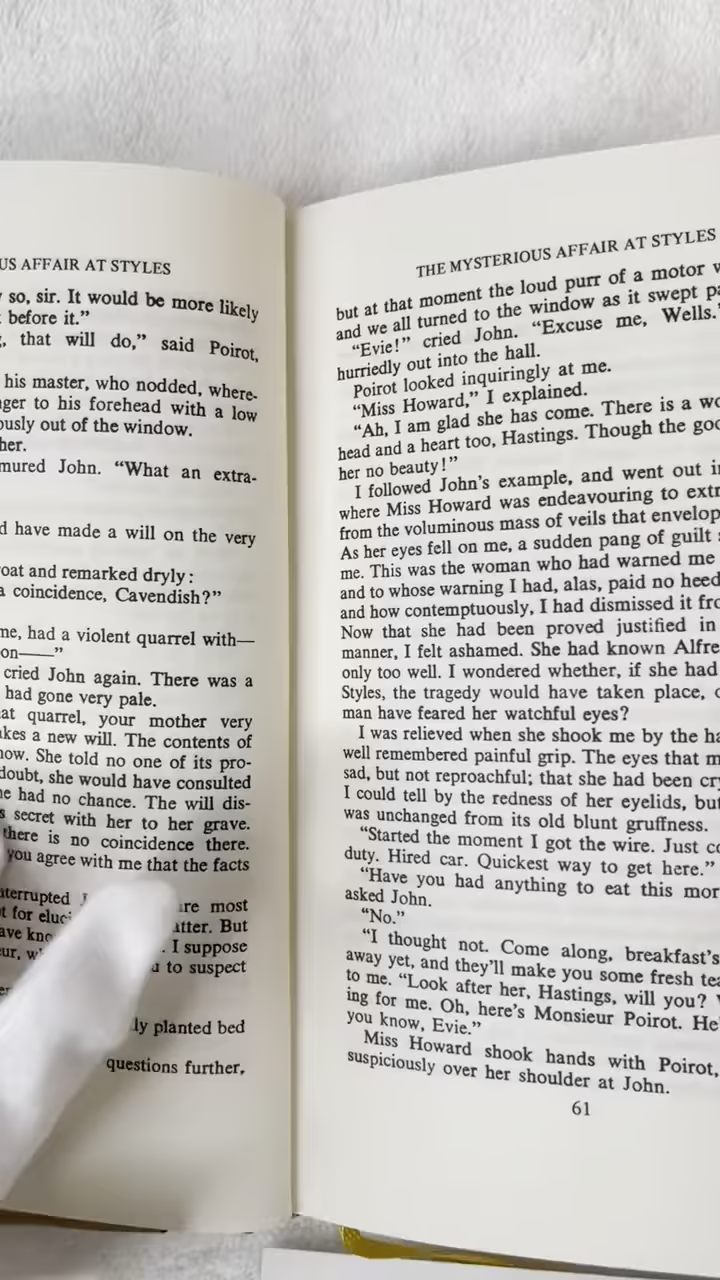 US AFFAIR AT STYLES
so, sir. It would be more likely
before it.”
that will do,” said Poirot,
his master, who nodded, where-
ger to his forehead with a low
ously out of the window.
her.
mured John. “What an extra-
d have made a will on the very
oat and remarked dryly:
a coincidence, Cavendish?”
me, had a violent quarrel with—
on——”
cried John again. There was a
had gone very pale.
at quarrel, your mother very
akes a new will. The contents of
now. She told no one of its pro-
doubt, she would have consulted
he had no chance. The will dis-
s secret with her to her grave.
there is no coincidence there.
you agree with me that the facts
nterrupted are most
t for eluci atter. But
ave kno . I suppose
eur, to suspect
ly planted bed
questions further,
THE MYSTERIOUS AFFAIR AT STYLES
but at that moment the loud purr of a motor
and we all turned to the window as it swept pa
“Evie!” cried John. “Excuse me, Wells.”
hurriedly out into the hall.
Poirot looked inquiringly at me.
“Miss Howard,” I explained.
“Ah, I am glad she has come. There is a wo
head and a heart too, Hastings. Though the goo
her no beauty!”
I followed John’s example, and went out in
where Miss Howard was endeavouring to extr
from the voluminous mass of veils that envelop
As her eyes fell on me, a sudden pang of guilt s
me. This was the woman who had warned me
and to whose warning I had, alas, paid no heed
and how contemptuously, I had dismissed it fro
Now that she had been proved justified in
manner, I felt ashamed. She had known Alfre
only too well. I wondered whether, if she had
Styles, the tragedy would have taken place, o
man have feared her watchful eyes?
I was relieved when she shook me by the ha
well remembered painful grip. The eyes that m
sad, but not reproachful; that she had been cry
I could tell by the redness of her eyelids, but
was unchanged from its old blunt gruffness.
“Started the moment I got the wire. Just co
duty. Hired car. Quickest way to get here.”
“Have you had anything to eat this mor
asked John.
“No.”
“I thought not. Come along, breakfast’s
away yet, and they’ll make you some fresh tea
to me. “Look after her, Hastings, will you?
ing for me. Oh, here’s Monsieur Poirot. He’
you know, Evie.”
Miss Howard shook hands with Poirot,
suspiciously over her shoulder at John.
61